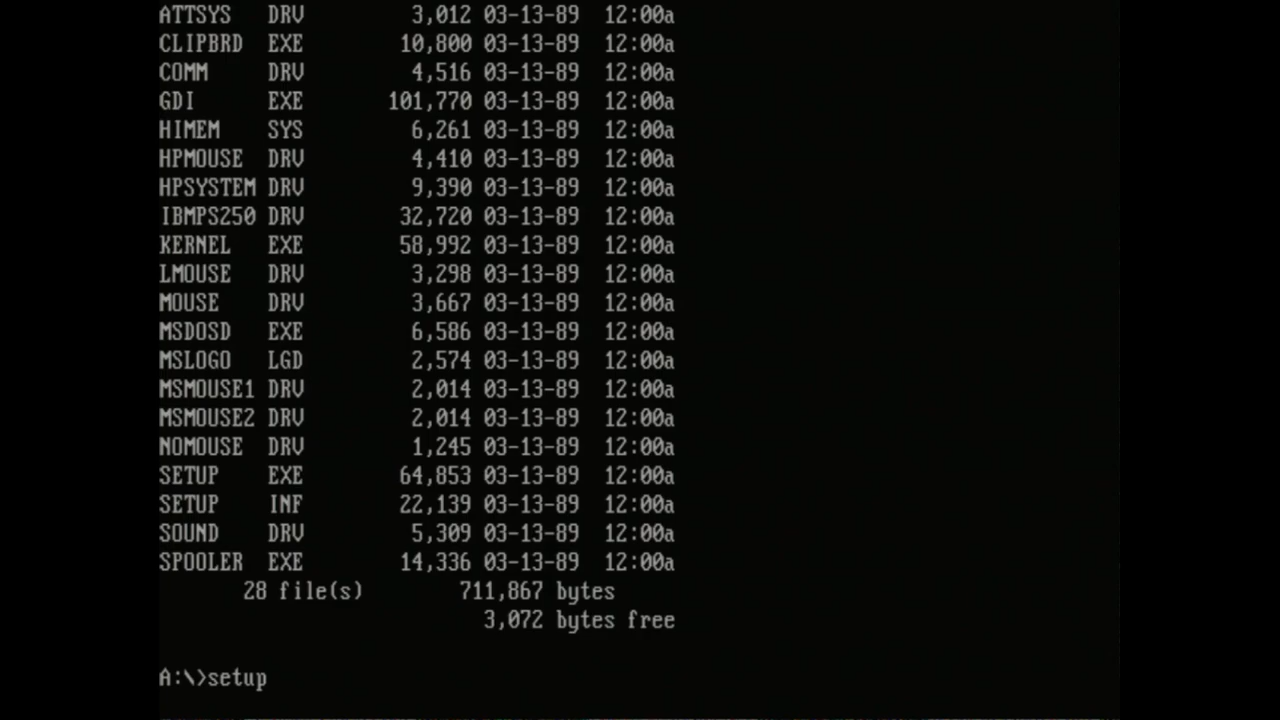 ATTSYS   DRV         3,012 03-13-89  12:00a
CLIPBRD  EXE        10,800 03-13-89  12:00a
COMM     DRV         4,516 03-13-89  12:00a
GDI      EXE       101,770 03-13-89  12:00a
HIMEM    SYS         6,261 03-13-89  12:00a
HPMOUSE  DRV         4,410 03-13-89  12:00a
HPSYSTEM DRV         9,390 03-13-89  12:00a
IBMPS250 DRV        32,720 03-13-89  12:00a
KERNEL   EXE        58,992 03-13-89  12:00a
LMOUSE   DRV         3,298 03-13-89  12:00a
MOUSE    DRV         3,667 03-13-89  12:00a
MSDOSD   EXE         6,586 03-13-89  12:00a
MSLOGO   LGD         2,574 03-13-89  12:00a
MSMOUSE1 DRV         2,014 03-13-89  12:00a
MSMOUSE2 DRV         2,014 03-13-89  12:00a
NOMOUSE  DRV         1,245 03-13-89  12:00a
SETUP    EXE        64,853 03-13-89  12:00a
SETUP    INF        22,139 03-13-89  12:00a
SOUND    DRV         5,309 03-13-89  12:00a
SPOOLER  EXE        14,336 03-13-89  12:00a
28 file(s)        711,867 bytes
3,072 bytes free
A:\>setup